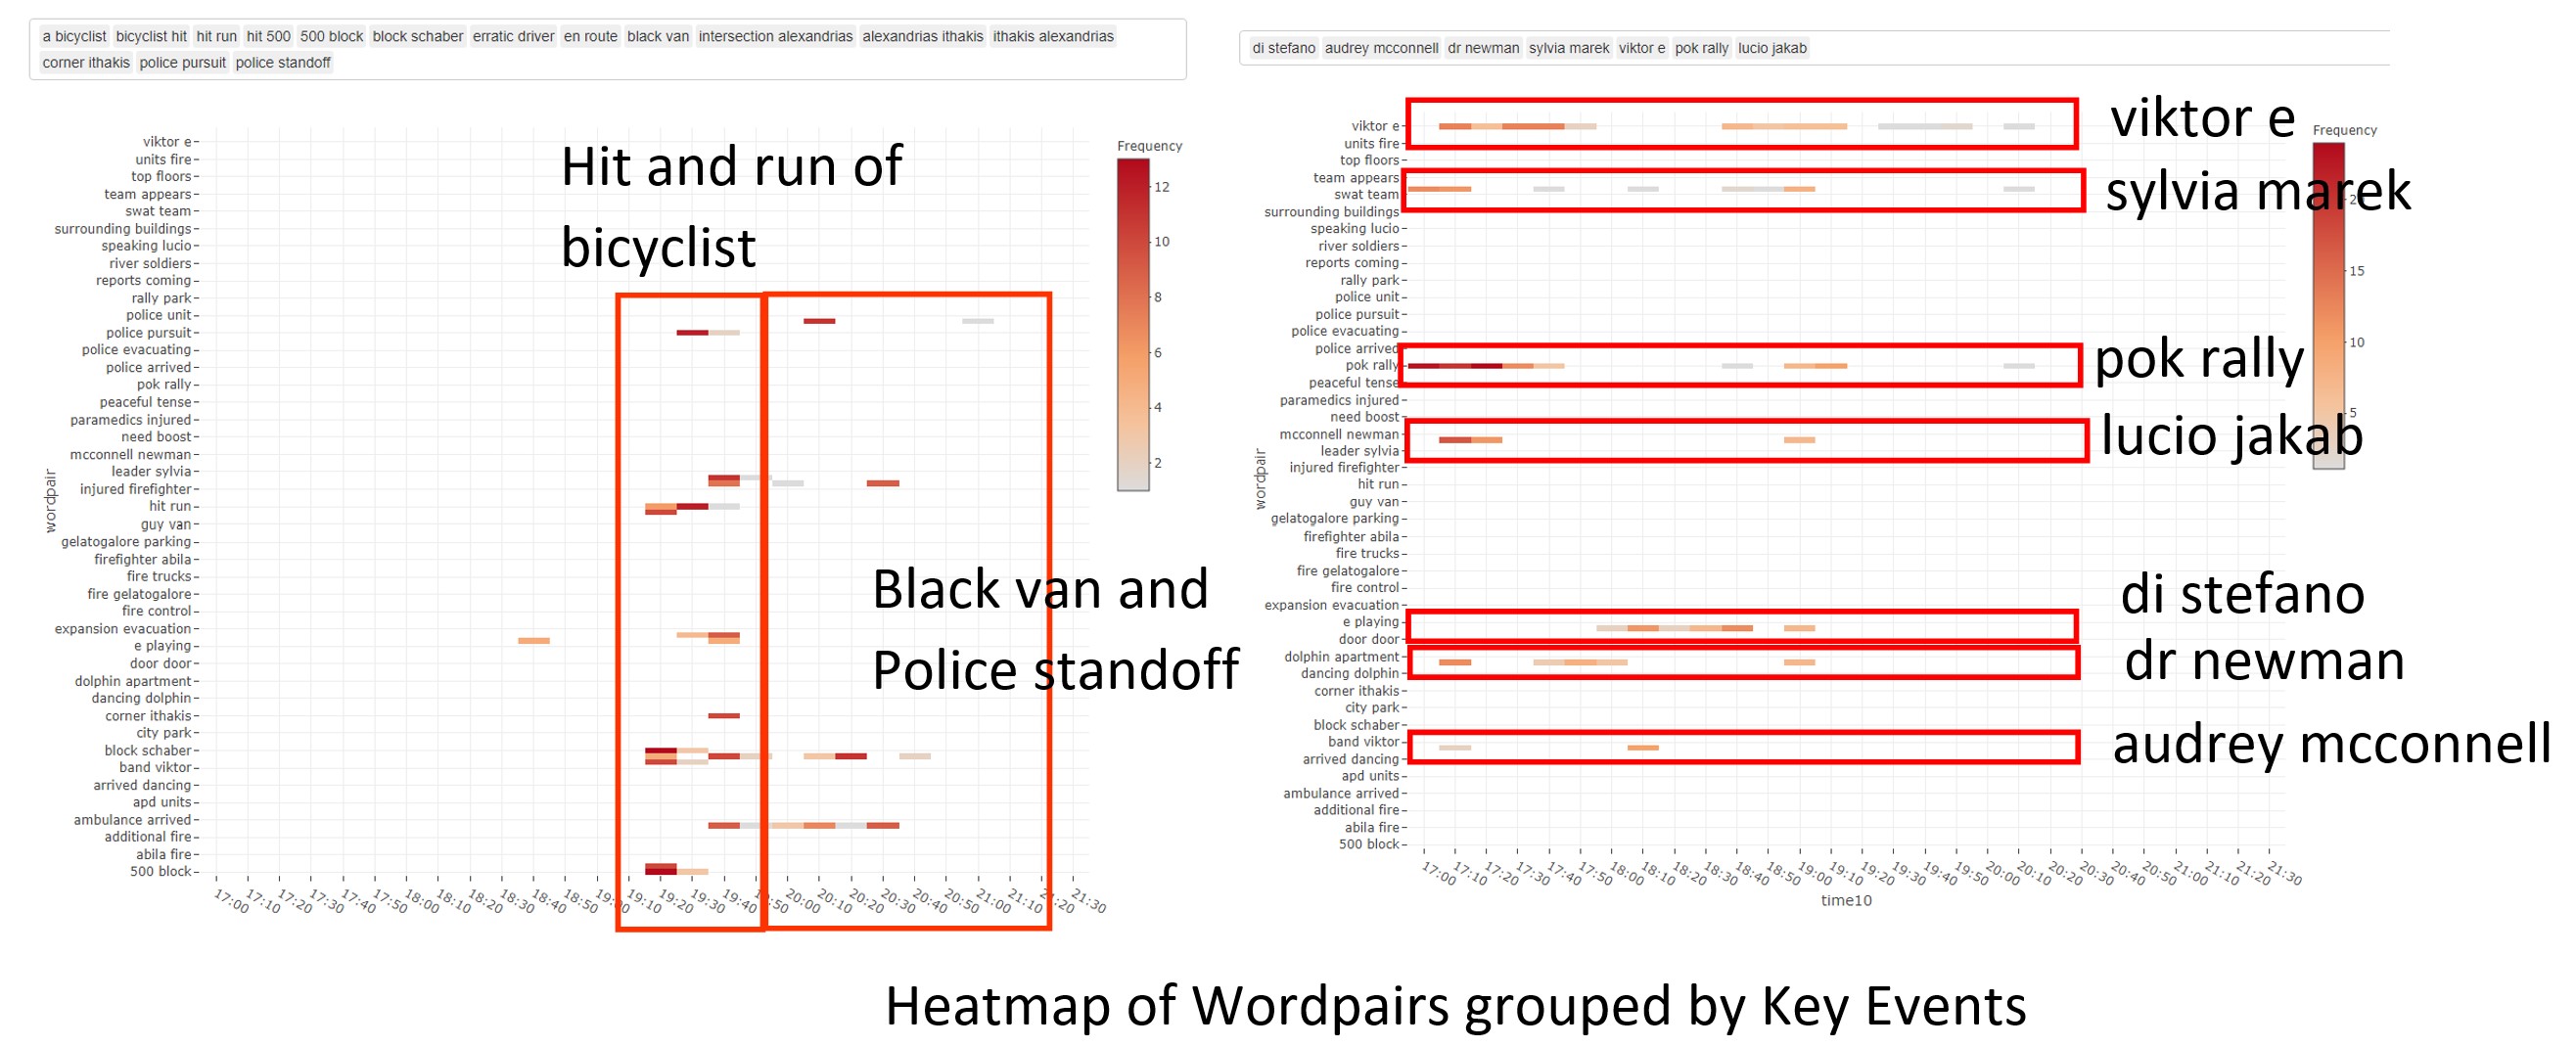 a bicyclist bicyclist hit hit run hit 500 500 block block schaber erratic driver en route black van intersection alexandrias alexandrias ithakis ithakis alexandrias
corner ithakis police pursuit police standoff
Hit and run of
bicyclist
Black van and
Police standoff
wordpair
viktor e
units fire
top floors
team appears
swat team
surrounding buildings
speaking lucio
river soldiers
reports coming
rally park
police unit
police pursuit
police evacuating
police arrived
pok rally
peaceful tense
paramedics injured
need boost
mcconnell newman
leader sylvia
injured firefighter
hit run
guy van
gelatogalore parking
firefighter abila
fire trucks
fire gelatogalore
fire control
expansion evacuation
e playing
door door
dolphin apartment
dancing dolphin
corner ithakis
city park
block schaber
band viktor
arrived dancing
apd units
ambulance arrived
additional fire
abila fire
500 block
17:00 17:10 17:20 17:30 17:40 17:50 18:00 18:10 18:20 18:30 18:40 18:50 19:00 19:10 19:20 19:30 19:40 19:50 20:00 20:10 20:20 20:30 20:40 20:50 21:00 21:10 21:20 21:30
Frequency
12
10
8
6
4
2
di stefano audrey mcconnell dr newman sylvia marek viktor e pok rally lucio jakab
wordpair
viktor e
units fire
top floors
team appears
swat team
surrounding buildings
speaking lucio
river soldiers
reports coming
rally park
police unit
police pursuit
police evacuating
police arrived
pok rally
peaceful tense
paramedics injured
need boost
mcconnell newman
leader sylvia
injured firefighter
hit run
guy van
gelatogalore parking
firefighter abila
fire trucks
fire gelatogalore
fire control
expansion evacuation
e playing
door door
dolphin apartment
dancing dolphin
corner ithakis
city park
block schaber
band viktor
arrived dancing
apd units
ambulance arrived
additional fire
abila fire
500 block
17:00 17:10 17:20 17:30 17:40 17:50 18:00 18:10 18:20 18:30 18:40 18:50 19:00 19:10 19:20 19:30 19:40 19:50 20:00 20:10 20:20 20:30 20:40 20:50 21:00 21:10 21:20 21:30
time10
Frequency
15
10
5
viktor e
sylvia marek
pok rally
lucio jakab
di stefano
dr newman
audrey mcconnell
Heatmap of Wordpairs grouped by Key Events